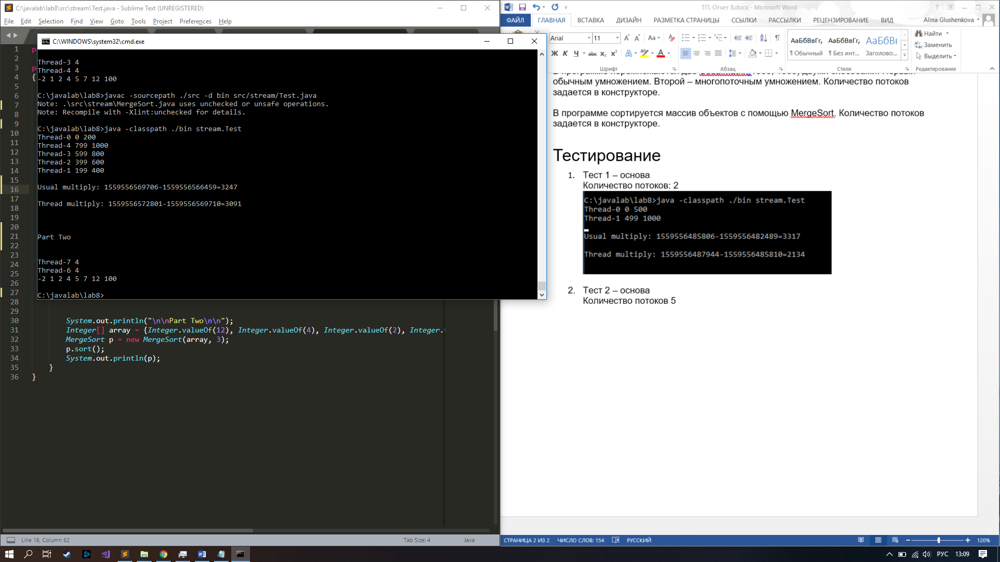 C:\javalab\lab8\src\stream\Test.java - Sublime Text (UNREGISTERED)
File Edit Selection Find View Goto Tools Project Preferences Help
C:\WINDOWS\system32\cmd.exe
Thread-3 4
Thread-4 4
-2 1 2 4 5 7 12 100
C:\javalab\lab8>javac -sourcepath ./src -d bin src/stream/Test.java
Note: .\src\stream\MergeSort.java uses unchecked or unsafe operations.
Note: Recompile with -Xlint:unchecked for details.
C:\javalab\lab8>java -classpath ./bin stream.Test
Thread-0 0 200
Thread-4 799 1000
Thread-3 599 800
Thread-2 399 600
Thread-1 199 400
Usual multiply: 1559556569706-1559556566459=3247
Thread multiply: 1559556572801-1559556569710=3091
Part Two
Thread-7 4
Thread-6 4
-2 1 2 4 5 7 12 100
C:\javalab\lab8>
1 p
2
3 p
4 {
5
6
7
8
9
10
11
12
13
14
15
16
17
18
19
20
21
22
23
24
25
26
27
28
29
30 System.out.println("\n\nPart Two\n\n");
31 Integer[] array = {Integer.valueOf(12), Integer.valueOf(4), Integer.valueOf(2), Integer.
32 MergeSort p = new MergeSort(array, 3);
33 p.sort();
34 System.out.println(p);
35 }
36 }
Line 16, Column 62
Tab Size: 4
Java
ТП. Отчет 8.docx - Microsoft Word
ФАЙЛ ГЛАВНАЯ ВСТАВКА ДИЗАЙН РАЗМЕТКА СТРАНИЦЫ ССЫЛКИ РАССЫЛКИ РЕЦЕНЗИРОВАНИЕ ВИД
Alina Glushenkova
Arial 11
Aa
Ж К Ч abc x₂ x²
АаБбВвГг, АаБбВвГг, АаБбВı
¶ Обычный ¶ Без инт... Заголово...
Найти
Заменить
Выделить
Шрифт Абзац Стили Редактирование
обычным умножением. Второй – многопоточным умножением. Количество потоков
задается в конструкторе.
В программе сортируется массив объектов с помощью MergeSort. Количество потоков
задается в конструкторе.
Тестирование
1. Тест 1 – основа
Количество потоков: 2
C:\javalab\lab8>java -classpath ./bin stream.Test
Thread-0 0 500
Thread-1 499 1000
Usual multiply: 1559556485806-1559556482489=3317
Thread multiply: 1559556487944-1559556485810=2134
2. Тест 2 – основа
Количество потоков 5
СТРАНИЦА 2 ИЗ 2 ЧИСЛО СЛОВ: 154 РУССКИЙ
120%
РУС 13:09